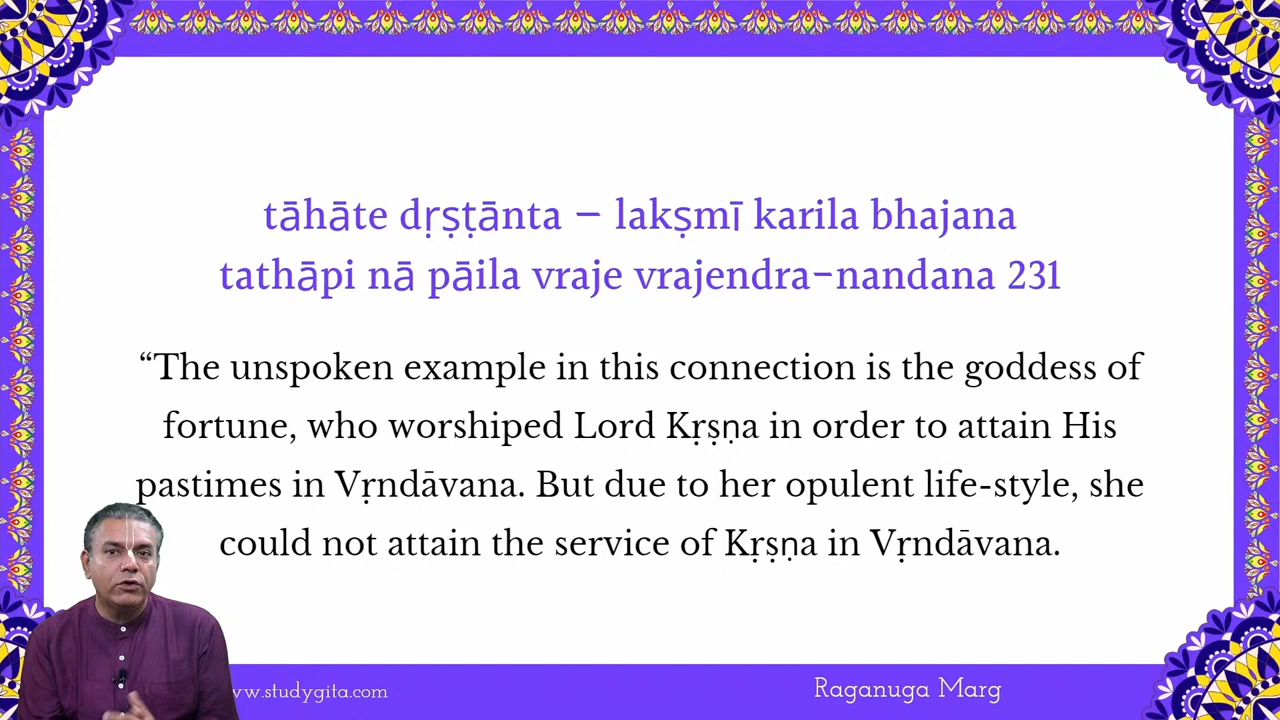 tāhāte dṛṣṭānta – lakṣmī karila bhajana
tathāpi nā pāila vraje vrajendra-nandana 231
“The unspoken example in this connection is the goddess of
fortune, who worshiped Lord Kṛṣṇa in order to attain His
pastimes in Vṛndāvana. But due to her opulent life-style, she
could not attain the service of Kṛṣṇa in Vṛndāvana.
ww.studygita.com
Raganuga Marg